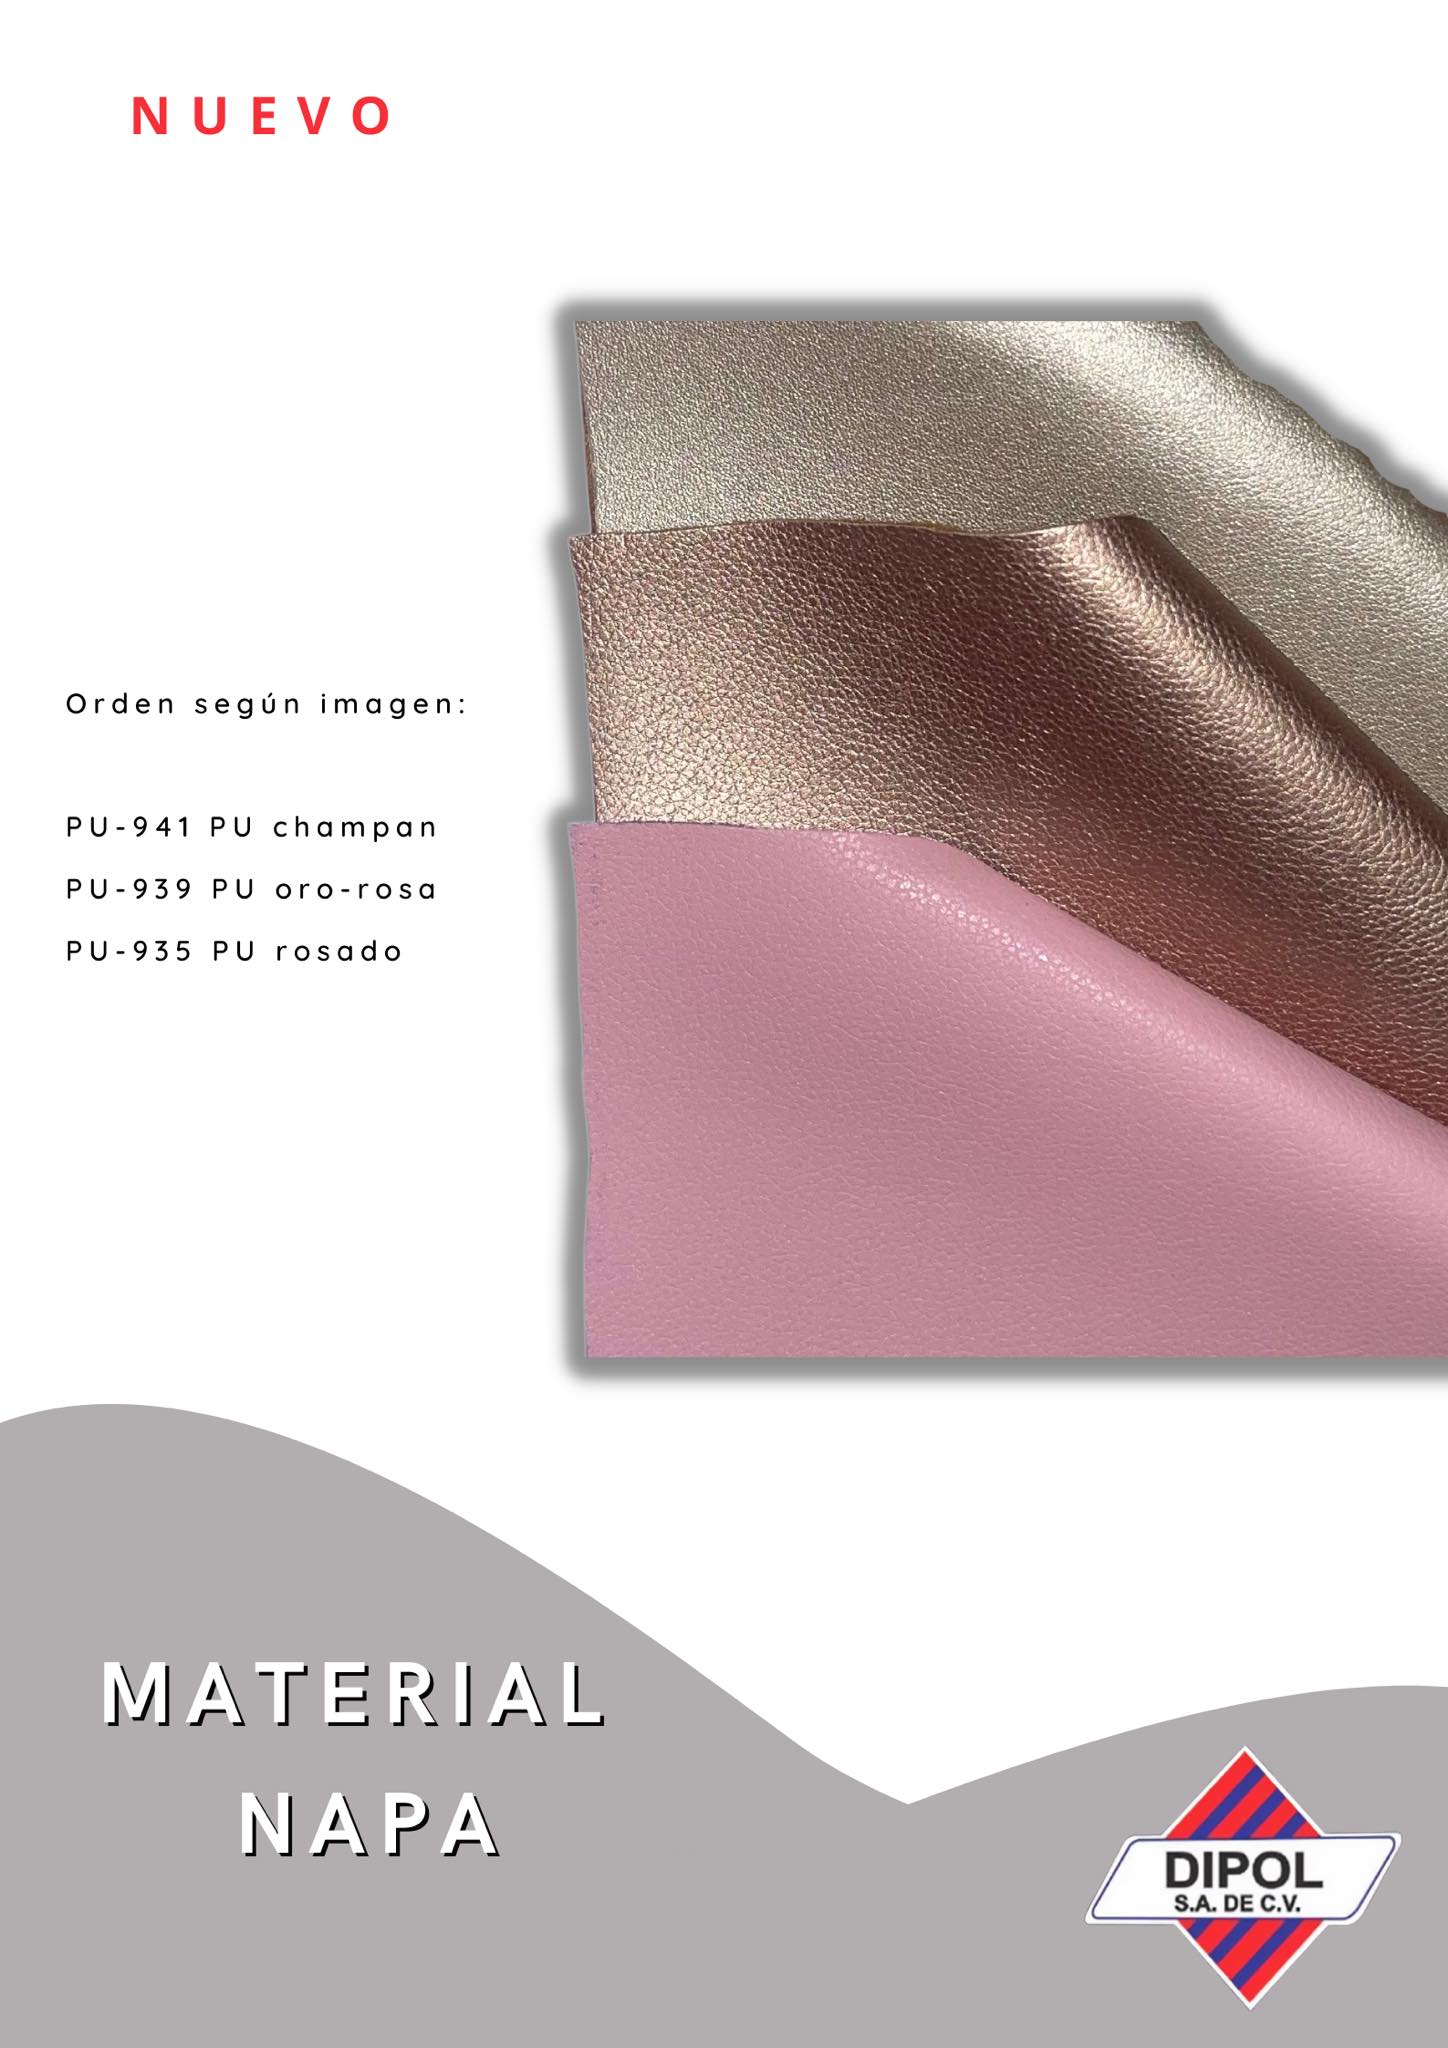 NUEVO
Orden según imagen:
PU-941 PU champan
PU-939 PU oro-rosa
PU-935 PU rosado
MATERIAL
NAPA
DIPOL
S.A. DE C.V.